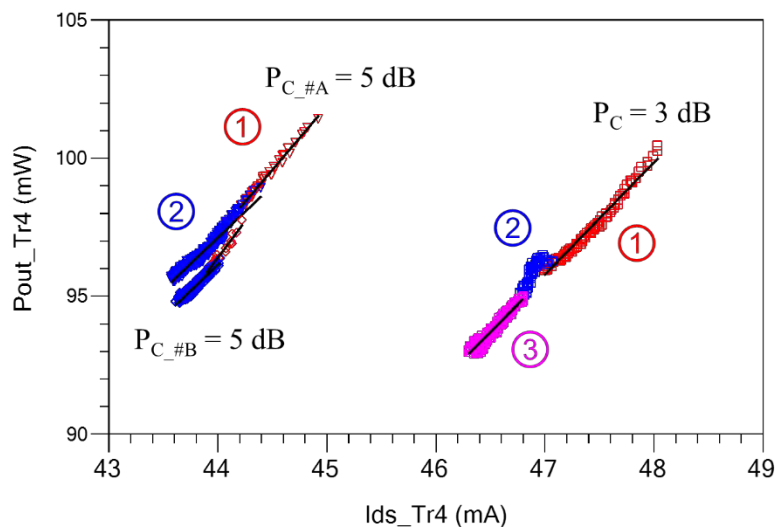 105
P_C_#A = 5 dB
P_C = 3 dB
1
100
2
2
1
Pout_Tr4 (mW)
95
P_C_#B = 5 dB
3
90
43 44 45 46 47 48 49
Ids_Tr4 (mA)